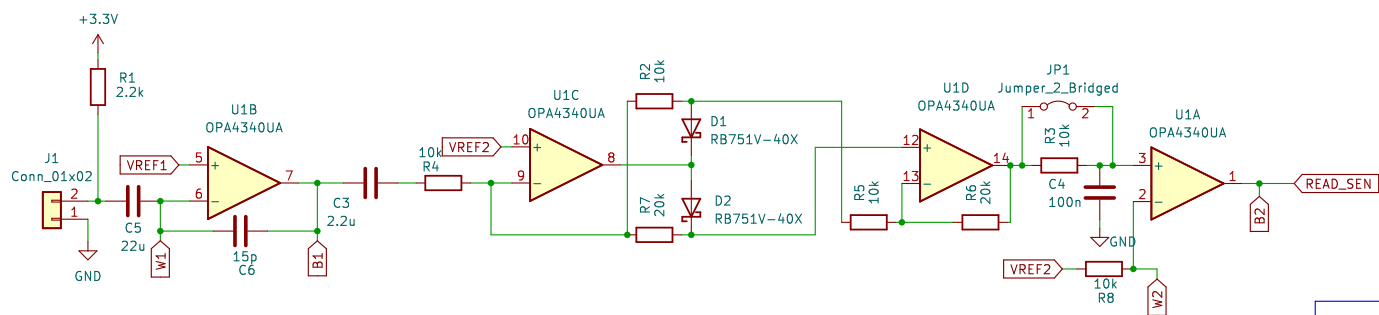 +3.3V
R1
2.2k
J1
Conn_01x02
2
1
GND
C5
22u
VREF1
U1B
OPA4340UA
5
+
6
-
7
15p
C6
W1
B1
C3
2.2u
10k
R4
VREF2
U1C
OPA4340UA
10
+
9
-
8
R2
10k
R7
20k
D1
RB751V-40X
D2
RB751V-40X
U1D
OPA4340UA
12
+
13
-
14
R5
10k
R6
20k
JP1
Jumper_2_Bridged
1
2
R3
10k
C4
100n
GND
U1A
OPA4340UA
3
+
2
-
1
READ_SEN
B2
VREF2
10k
R8
W2